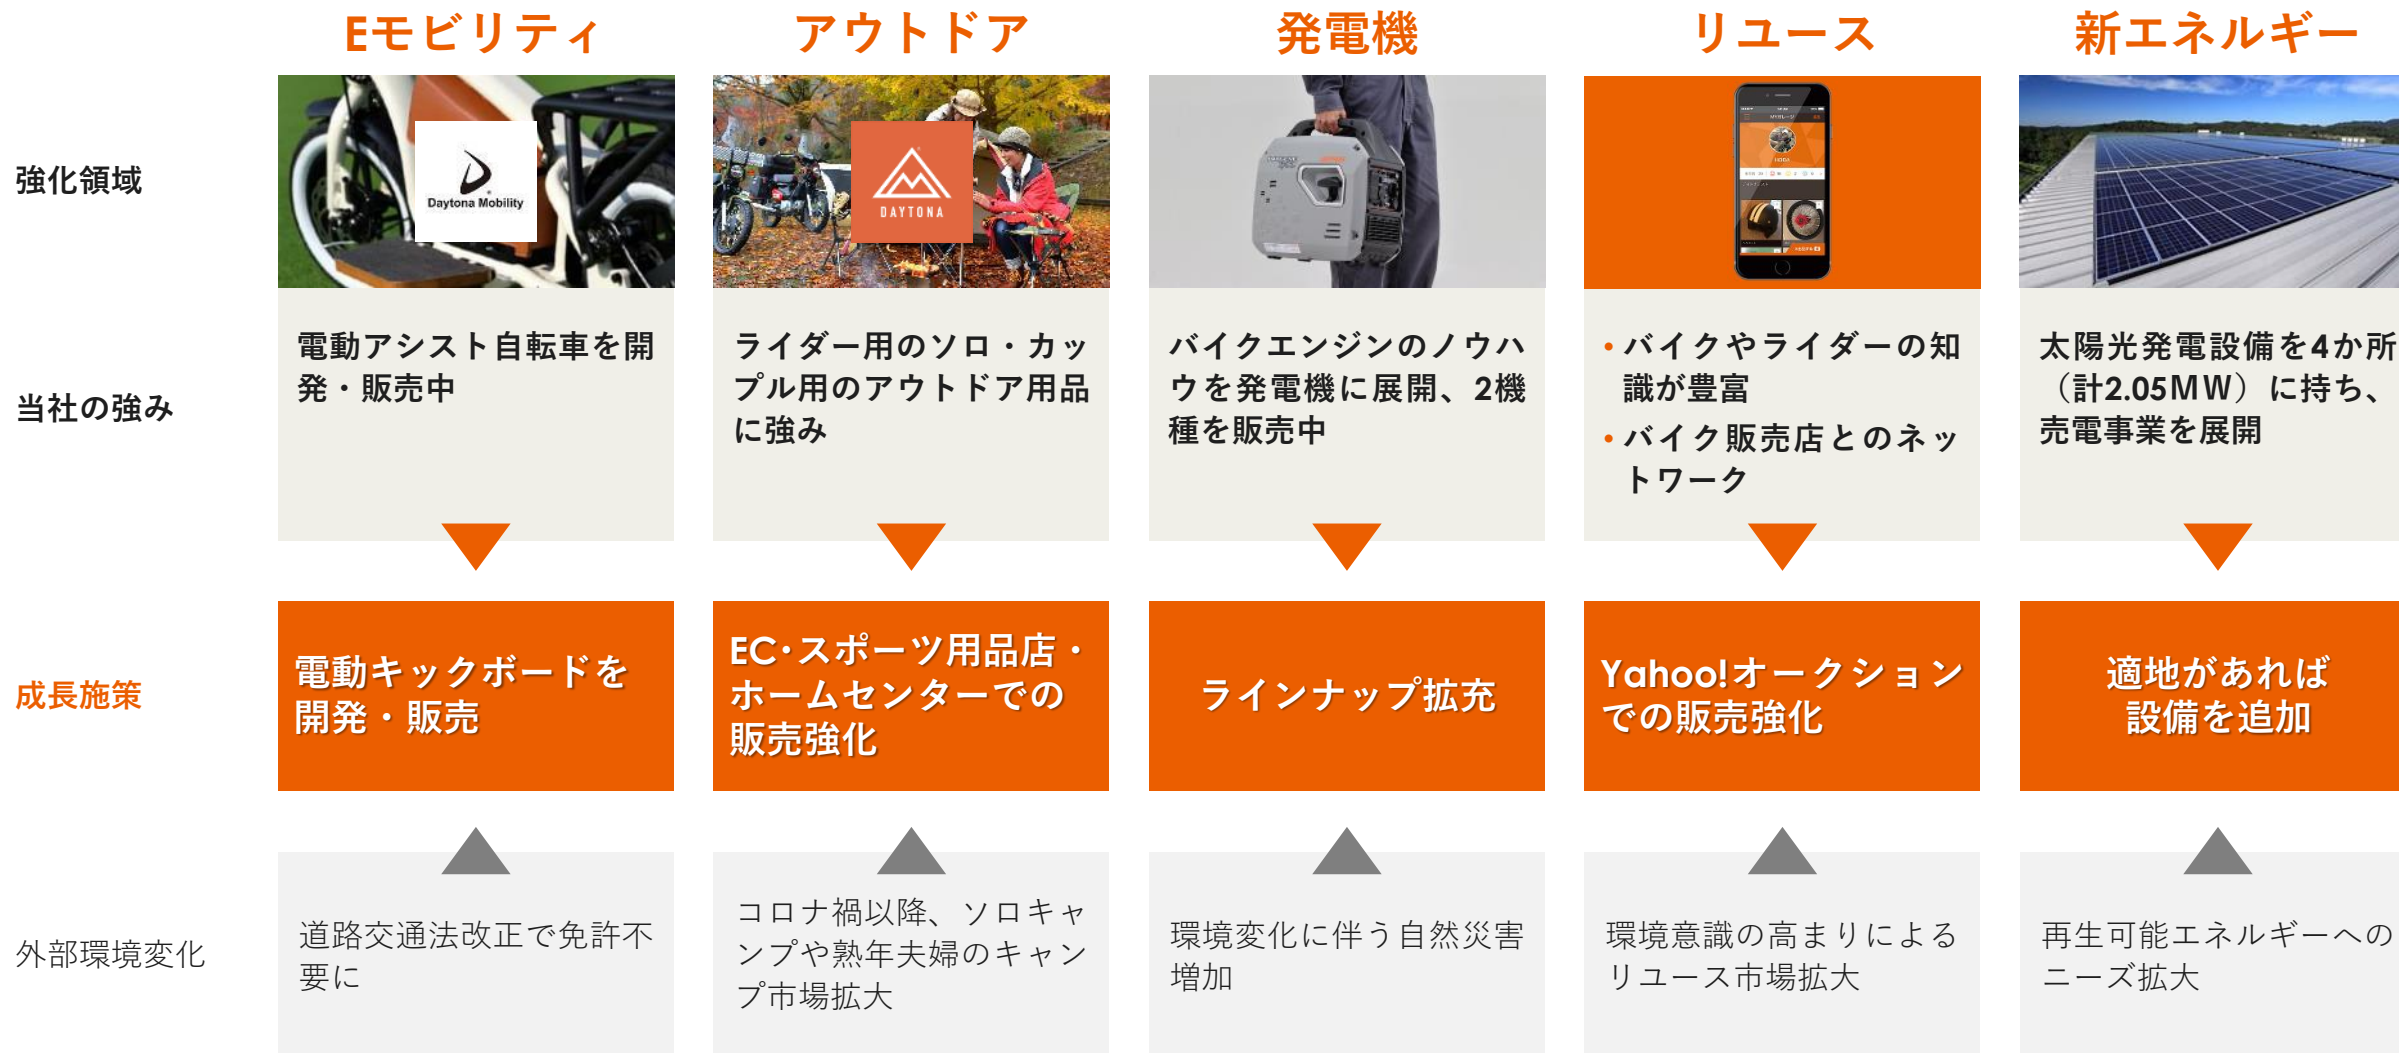 Eモビリティ
アウトドア
発電機
リユース
新エネルギー
強化領域
Daytona Mobility
DAYTONA
当社の強み
電動アシスト自転車を開
発・販売中
ライダー用のソロ・カッ
プル用のアウトドア用品
に強み
バイクエンジンのノウハ
ウを発電機に展開、2機
種を販売中
•バイクやライダーの知
識が豊富
•バイク販売店とのネッ
トワーク
太陽光発電設備を4か所
（計2.05MW）に持ち、
売電事業を展開
成長施策
電動キックボードを
開発・販売
EC･スポーツ用品店・
ホームセンターでの
販売強化
ラインナップ拡充
Yahoo!オークション
での販売強化
適地があれば
設備を追加
外部環境変化
道路交通法改正で免許不
要に
コロナ禍以降、ソロキャ
ンプや熟年夫婦のキャン
プ市場拡大
環境変化に伴う自然災害
増加
環境意識の高まりによる
リユース市場拡大
再生可能エネルギーへの
ニーズ拡大